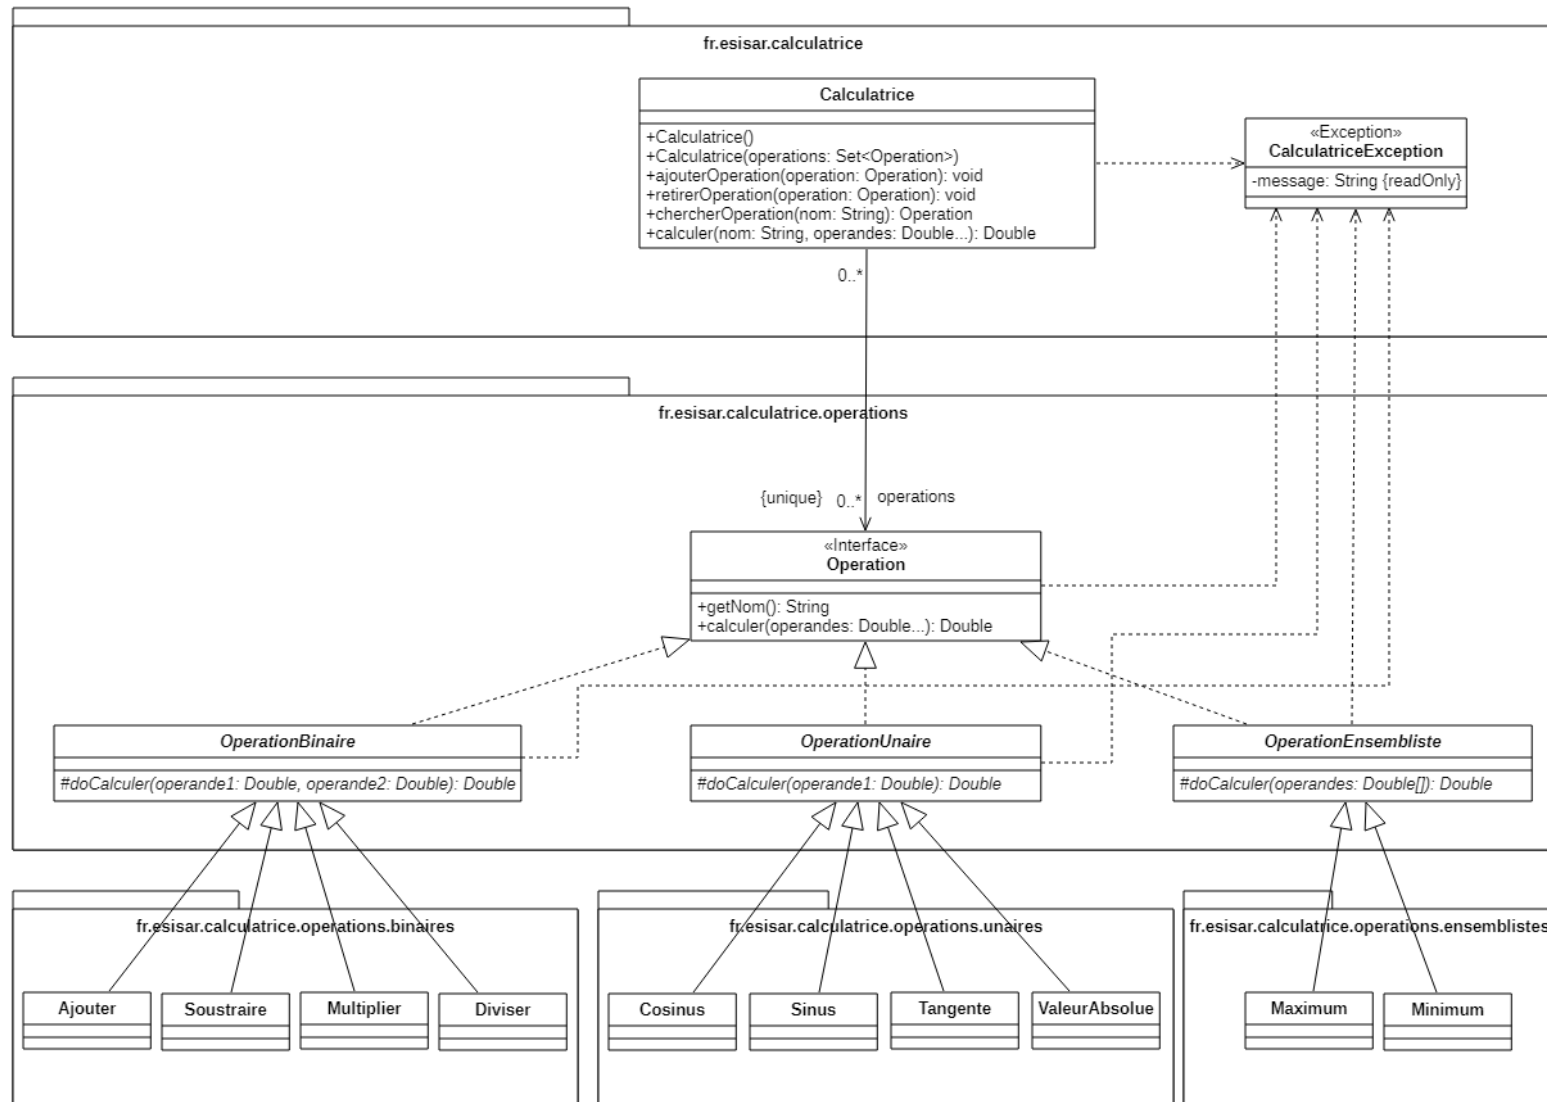 fr.esisar.calculatrice
Calculatrice
+Calculatrice()
+Calculatrice(operations: Set<Operation>)
+ajouterOperation(operation: Operation): void
+retirerOperation(operation: Operation): void
+chercherOperation(nom: String): Operation
+calculer(nom: String, operandes: Double...): Double
«Exception»
CalculatriceException
-message: String {readOnly}
0..*
fr.esisar.calculatrice.operations
{unique} 0..* operations
«Interface»
Operation
+getNom(): String
+calculer(operandes: Double...): Double
OperationBinaire
#doCalculer(operande1: Double, operande2: Double): Double
OperationUnaire
#doCalculer(operande1: Double): Double
OperationEnsembliste
#doCalculer(operandes: Double[]): Double
fr.esisar.calculatrice.operations.binaires
Ajouter
Soustraire
Multiplier
Diviser
fr.esisar.calculatrice.operations.unaires
Cosinus
Sinus
Tangente
ValeurAbsolue
fr.esisar.calculatrice.operations.ensemblistes
Maximum
Minimum